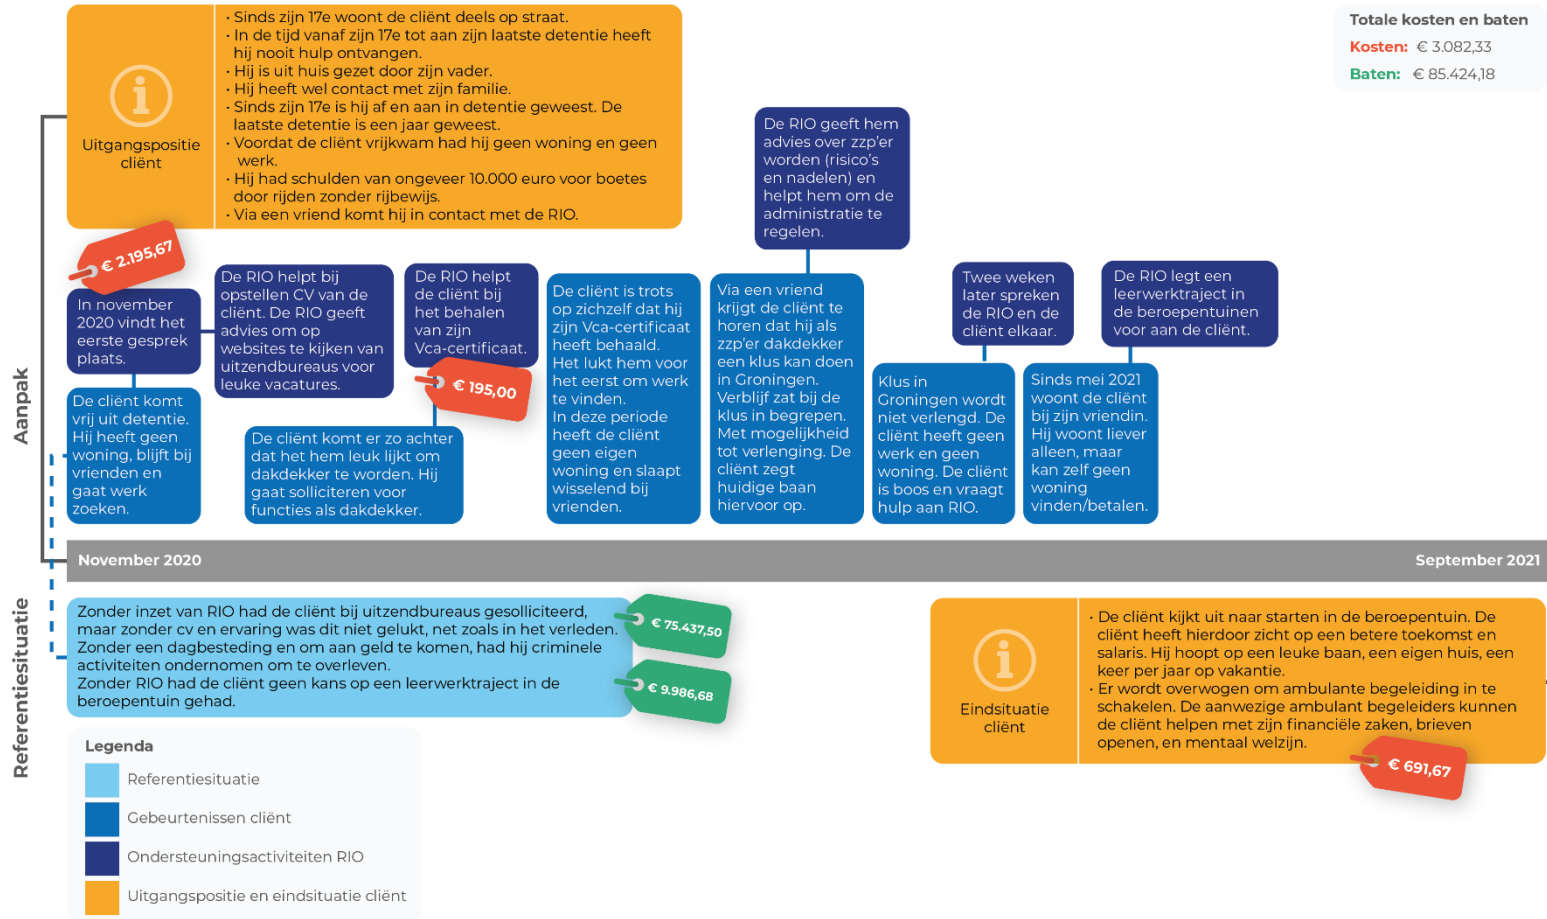 · Sinds zijn 17e woont de cliënt deels op straat.
· In de tijd vanaf zijn 17e tot aan zijn laatste detentie heeft
hij nooit hulp ontvangen.
· Hij is uit huis gezet door zijn vader.
· Hij heeft wel contact met zijn familie.
· Sinds zijn 17e is hij af en aan in detentie geweest. De
laatste detentie is een jaar geweest.
· Voordat de cliënt vrijkwam had hij geen woning en geen
werk.
· Hij had schulden van ongeveer 10.000 euro voor boetes
door rijden zonder rijbewijs.
· Via een vriend komt hij in contact met de RIO.
Uitgangspositie
cliënt
Totale kosten en baten
Kosten: € 3.082,33
Baten: € 85.424,18
Aanpak
€ 2.195,67
In november
2020 vindt het
eerste gesprek
plaats.
De cliënt komt
vrij uit detentie.
Hij heeft geen
woning, blijft bij
vrienden en
gaat werk
zoeken.
De RIO helpt bij
opstellen CV van de
cliënt. De RIO geeft
advies om op
websites te kijken van
uitzendbureaus voor
leuke vacatures.
De RIO helpt
de cliënt bij
het behalen
van zijn
Vca-certificaat.
€ 195,00
De cliënt komt er zo achter
dat het hem leuk lijkt om
dakdekker te worden. Hij
gaat solliciteren voor
functies als dakdekker.
De cliënt is trots
op zichzelf dat hij
zijn Vca-certificaat
heeft behaald.
Het lukt hem voor
het eerst om werk
te vinden.
In deze periode
heeft de cliënt
geen eigen
woning en slaapt
wisselend bij
vrienden.
De RIO geeft hem
advies over zzp'er
worden (risico's
en nadelen) en
helpt hem om de
administratie te
regelen.
Via een vriend
krijgt de cliënt te
horen dat hij als
zzp'er dakdekker
een klus kan doen
in Groningen.
Verblijf zat bij de
klus in begrepen.
Met mogelijkheid
tot verlenging. De
cliënt zegt
huidige baan
hiervoor op.
Twee weken
later spreken
de RIO en de
cliënt elkaar.
Klus in
Groningen wordt
niet verlengd. De
cliënt heeft geen
werk en geen
woning. De cliënt
is boos en vraagt
hulp aan RIO.
De RIO legt een
leerwerktraject in
de beroepentuinen
voor aan de cliënt.
Sinds mei 2021
woont de cliënt
bij zijn vriendin.
Hij woont liever
alleen, maar
kan zelf geen
woning
vinden/betalen.
November 2020
September 2021
Referentiesituatie
Zonder inzet van RIO had de cliënt bij uitzendbureaus gesolliciteerd,
maar zonder cv en ervaring was dit niet gelukt, net zoals in het verleden.
Zonder een dagbesteding en om aan geld te komen, had hij criminele
activiteiten ondernomen om te overleven.
Zonder RIO had de cliënt geen kans op een leerwerktraject in de
beroepentuin gehad.
€ 75.437,50
€ 9.986,68
Eindsituatie
cliënt
· De cliënt kijkt uit naar starten in de beroepentuin. De
cliënt heeft hierdoor zicht op een betere toekomst en
salaris. Hij hoopt op een leuke baan, een eigen huis, een
keer per jaar op vakantie.
· Er wordt overwogen om ambulante begeleiding in te
schakelen. De aanwezige ambulant begeleiders kunnen
de cliënt helpen met zijn financiële zaken, brieven
openen, en mentaal welzijn.
€ 691,67
Legenda
Referentiesituatie
Gebeurtenissen cliënt
Ondersteuningsactiviteiten RIO
Uitgangspositie en eindsituatie cliënt